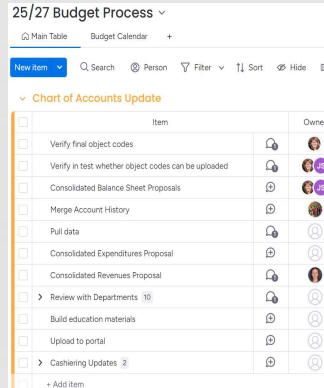 25/27 Budget Process
Main Table Budget Calendar +
New item Search Person Filter Sort Hide
Chart of Accounts Update
Item Owne
Verify final object codes
Verify in test whether object codes can be uploaded JS
Consolidated Balance Sheet Proposals JS
Merge Account History
Pull data
Consolidated Expenditures Proposal
Consolidated Revenues Proposal
Review with Departments 10
Build education materials
Upload to portal
Cashiering Updates 2
+ Add item